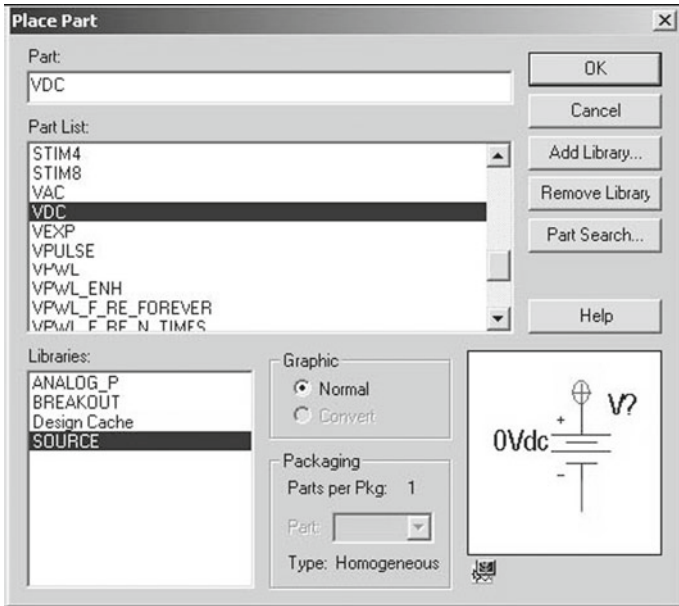 Place Part
Part:
VDC
Part List:
STIM4
STIM8
VAC
VDC
VEXP
VPULSE
VPWL
VPWL_ENH
VPWL_F_RE_FOREVER
VPWL_F_RE_N_TIMES
OK
Cancel
Add Library...
Remove Library
Part Search...
Help
Libraries:
ANALOG_P
BREAKOUT
Design Cache
SOURCE
Graphic
Normal
Convert
Packaging
Parts per Pkg: 1
Part:
Type: Homogeneous
V?
+
0Vdc
-